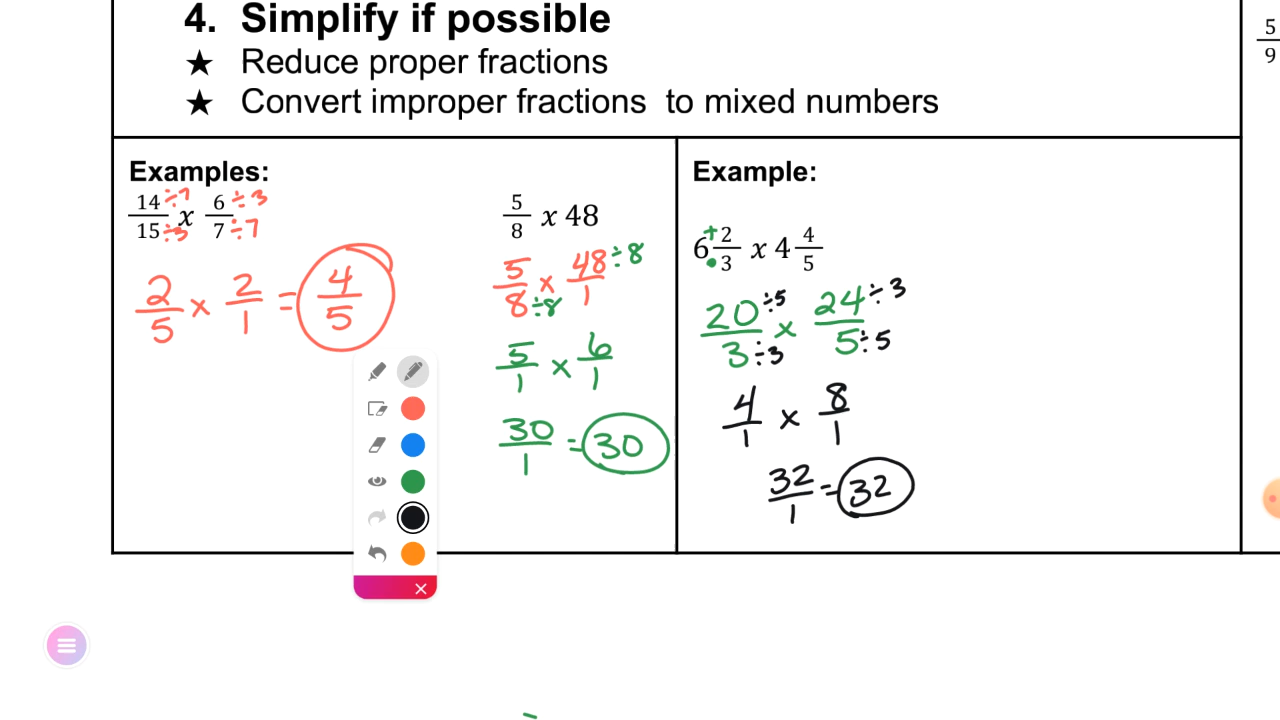 4. Simplify if possible
★ Reduce proper fractions
★ Convert improper fractions to mixed numbers
5/9
Examples:
14÷7/15÷3 x 6÷3/7÷7
2/5 x 2/1 = 4/5
5/8 x 48
5/8÷8 x 48÷8/1
5/1 x 6/1
30/1 = 30
Example:
6 + 2/3 x 4 4/5
20÷5/3÷3 x 24÷3/5÷5
4/1 x 8/1
32/1 = 32